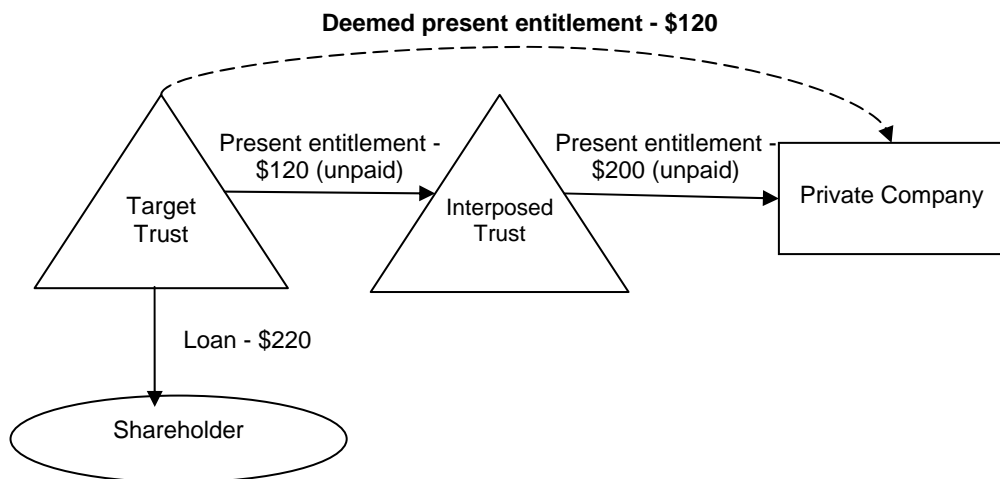 Deemed present entitlement - $120
Present entitlement -
$120 (unpaid)
Present entitlement -
$200 (unpaid)
Target
Trust
Interposed
Trust
Private Company
Loan - $220
Shareholder